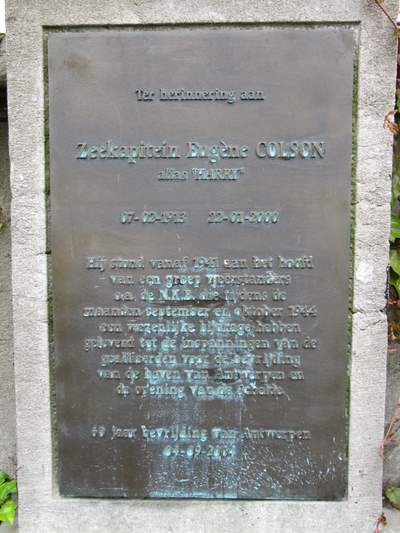 Ter herinnering aan
Zeekapitein Eugène COLSON
alias "HARRY"
07-02-1913 22-01-2000
Hij stond vanaf 1941 aan het hoofd
van een groep weerstanders
o.a. de N.K.B. die tijdens de
maanden september en oktober 1944
een wezenlijke bijdrage hebben
geleverd tot de inspanningen van de
geallieerden voor de bevrijding
van de haven van Antwerpen en
de opening van de Schelde.
60 jaar bevrijding van Antwerpen
04-09-2004